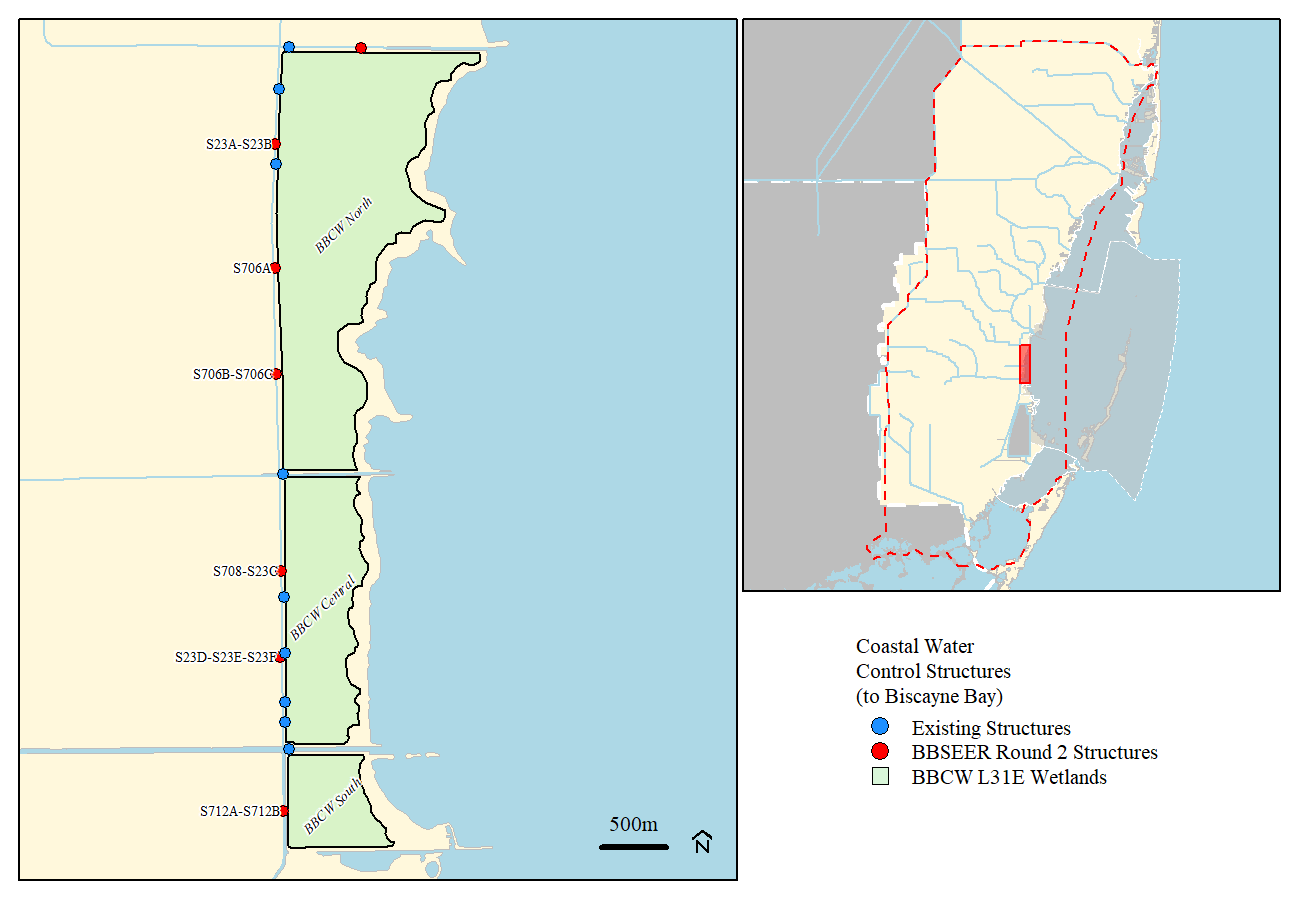 S23A-S23B
BBCW North
S706A
S706B-S706C
S708-S23C
BBCW Central
S23D-S23E-S23F
S712A-S712B
BBCW South
500m
N
Coastal Water
Control Structures
(to Biscayne Bay)
Existing Structures
BBSEER Round 2 Structures
BBCW L31E Wetlands